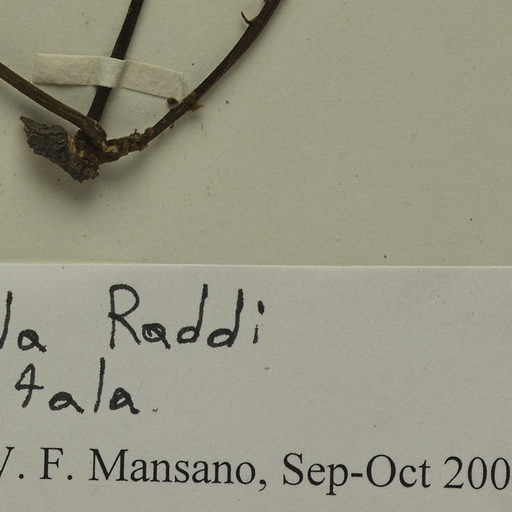 la Raddi
4ala
V. F. Mansano, Sep-Oct 200